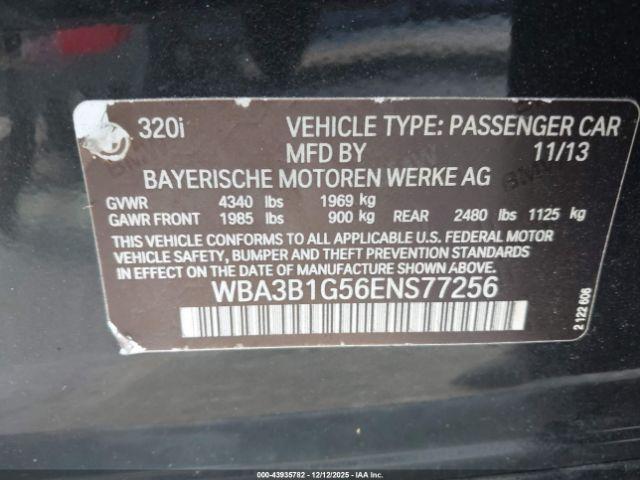 320i VEHICLE TYPE: PASSENGER CAR
MFD BY 11/13
BAYERISCHE MOTOREN WERKE AG
GVWR 4340 lbs 1969 kg
GAWR FRONT 1985 lbs 900 kg REAR 2480 lbs 1125 kg
THIS VEHICLE CONFORMS TO ALL APPLICABLE U.S. FEDERAL MOTOR
VEHICLE SAFETY, BUMPER AND THEFT PREVENTION STANDARDS
IN EFFECT ON THE DATE OF MANUFACTURE SHOWN ABOVE.
WBA3B1G56ENS77256
2 122 606
000-43935782 - 12/12/2025 - IAA Inc.